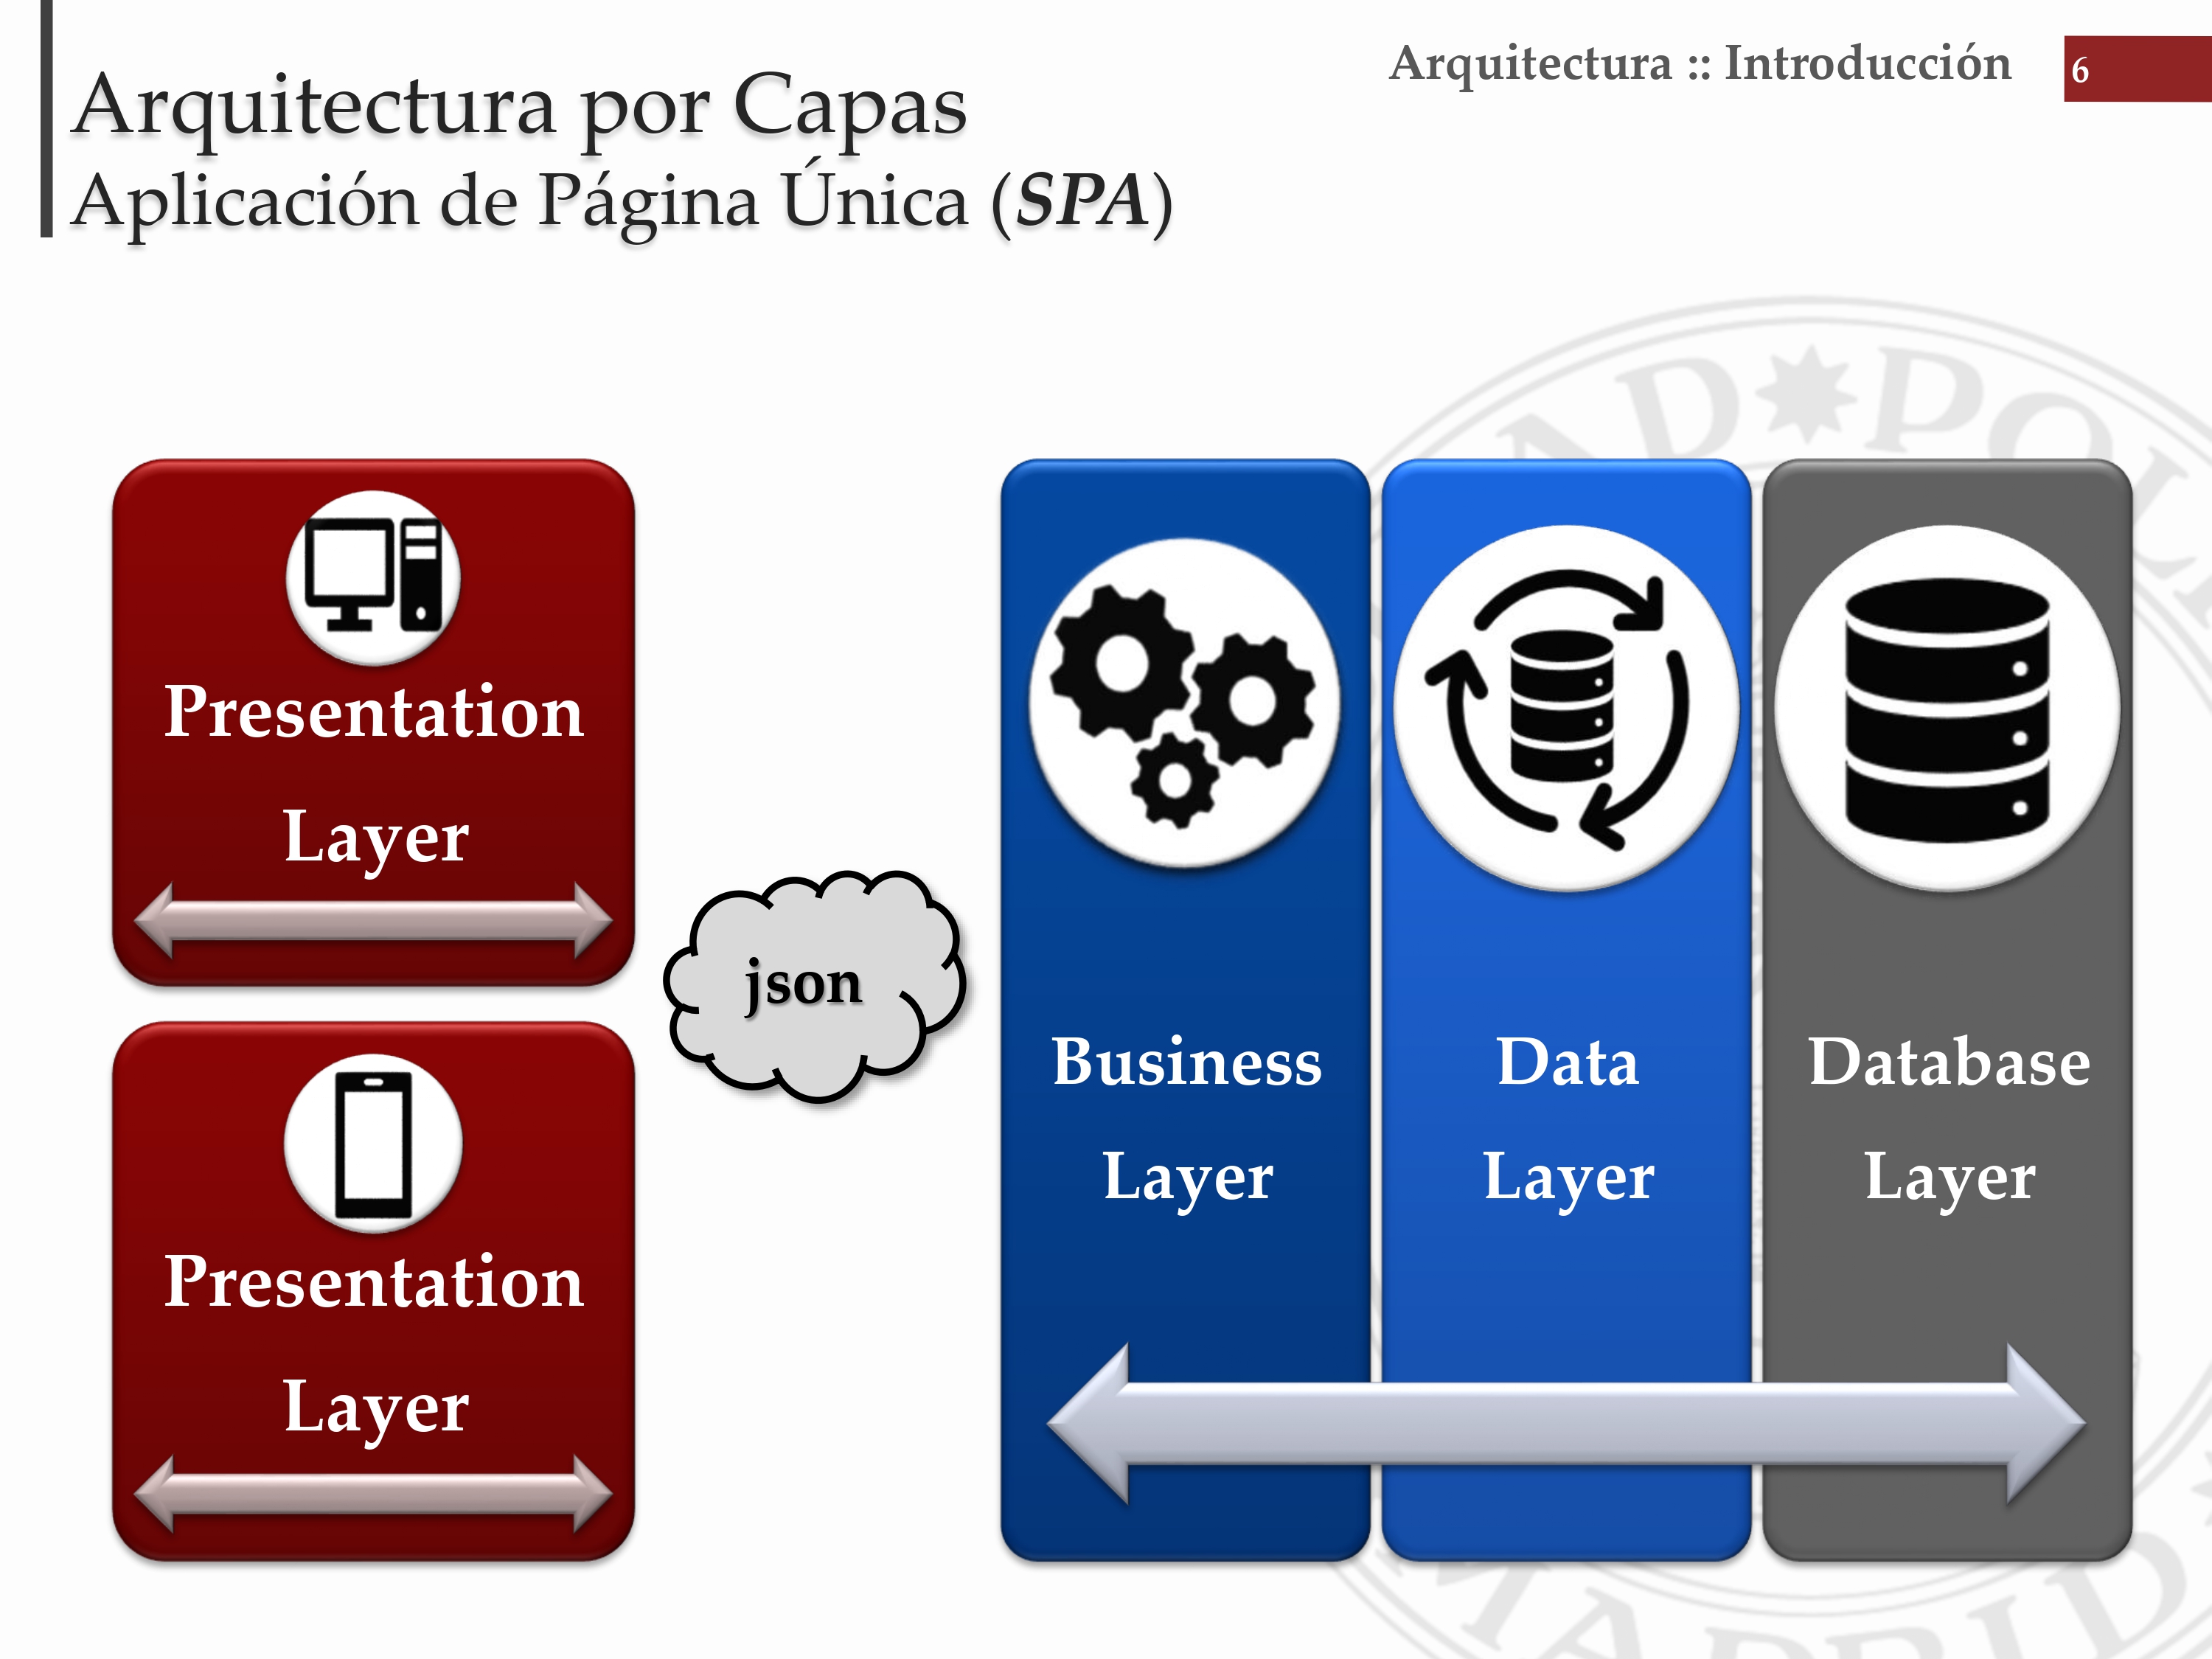 Arquitectura :: Introducción
6
Arquitectura por Capas
Aplicación de Página Única (SPA)
Presentation
Layer
Presentation
Layer
json
Business
Layer
Data
Layer
Database
Layer